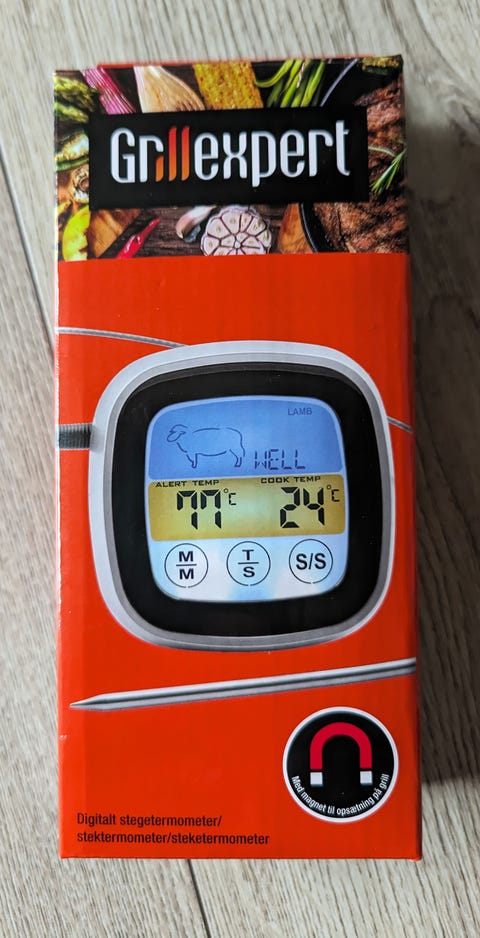 Grillexpert
LAMB
WELL
ALERT TEMP COOK TEMP
77°C 24°C
M/M T/S S/S
Med magnet til opsætning på grill
Digitalt stegetermometer/
stektermometer/steketermometer